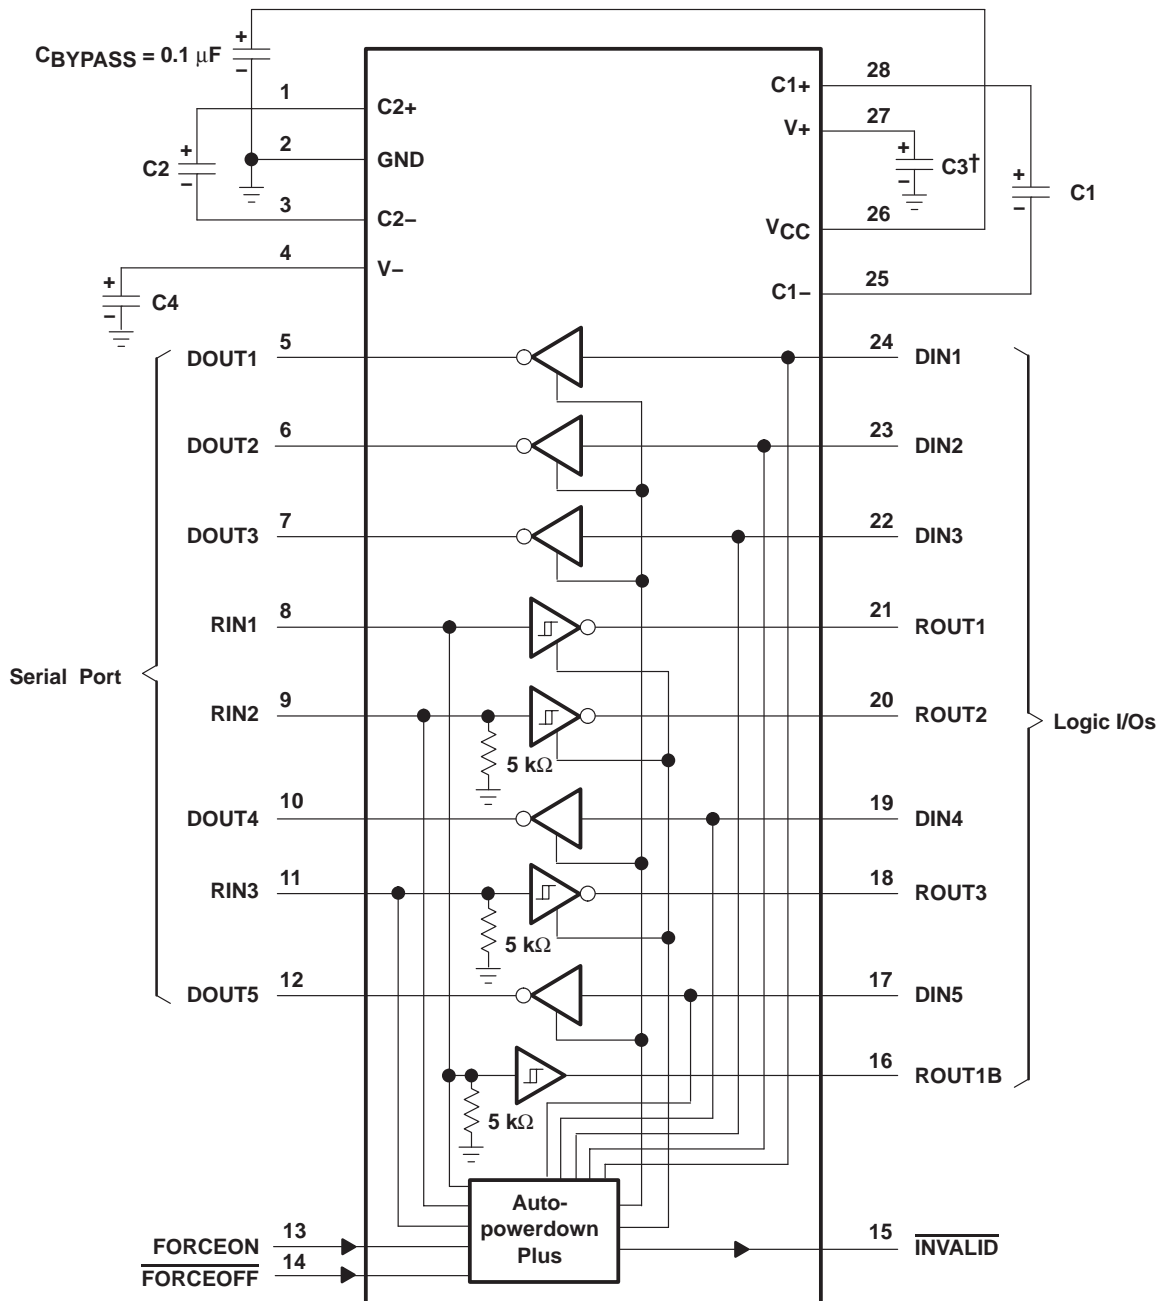 CBYPASS = 0.1 μF
+
−
1
C2+
2
GND
C2
+
−
3
C2−
4
V−
+
−
C4
C1+
28
V+
27
+
−
C3†
+
−
C1
VCC
26
C1−
25
DOUT1
5
24
DIN1
DOUT2
6
23
DIN2
DOUT3
7
22
DIN3
RIN1
8
21
ROUT1
Serial Port
RIN2
9
20
ROUT2
Logic I/Os
5 kΩ
DOUT4
10
19
DIN4
RIN3
11
18
ROUT3
5 kΩ
DOUT5
12
17
DIN5
16
ROUT1B
5 kΩ
Auto-
powerdown
Plus
FORCEON
13
FORCEOFF
14
15
INVALID